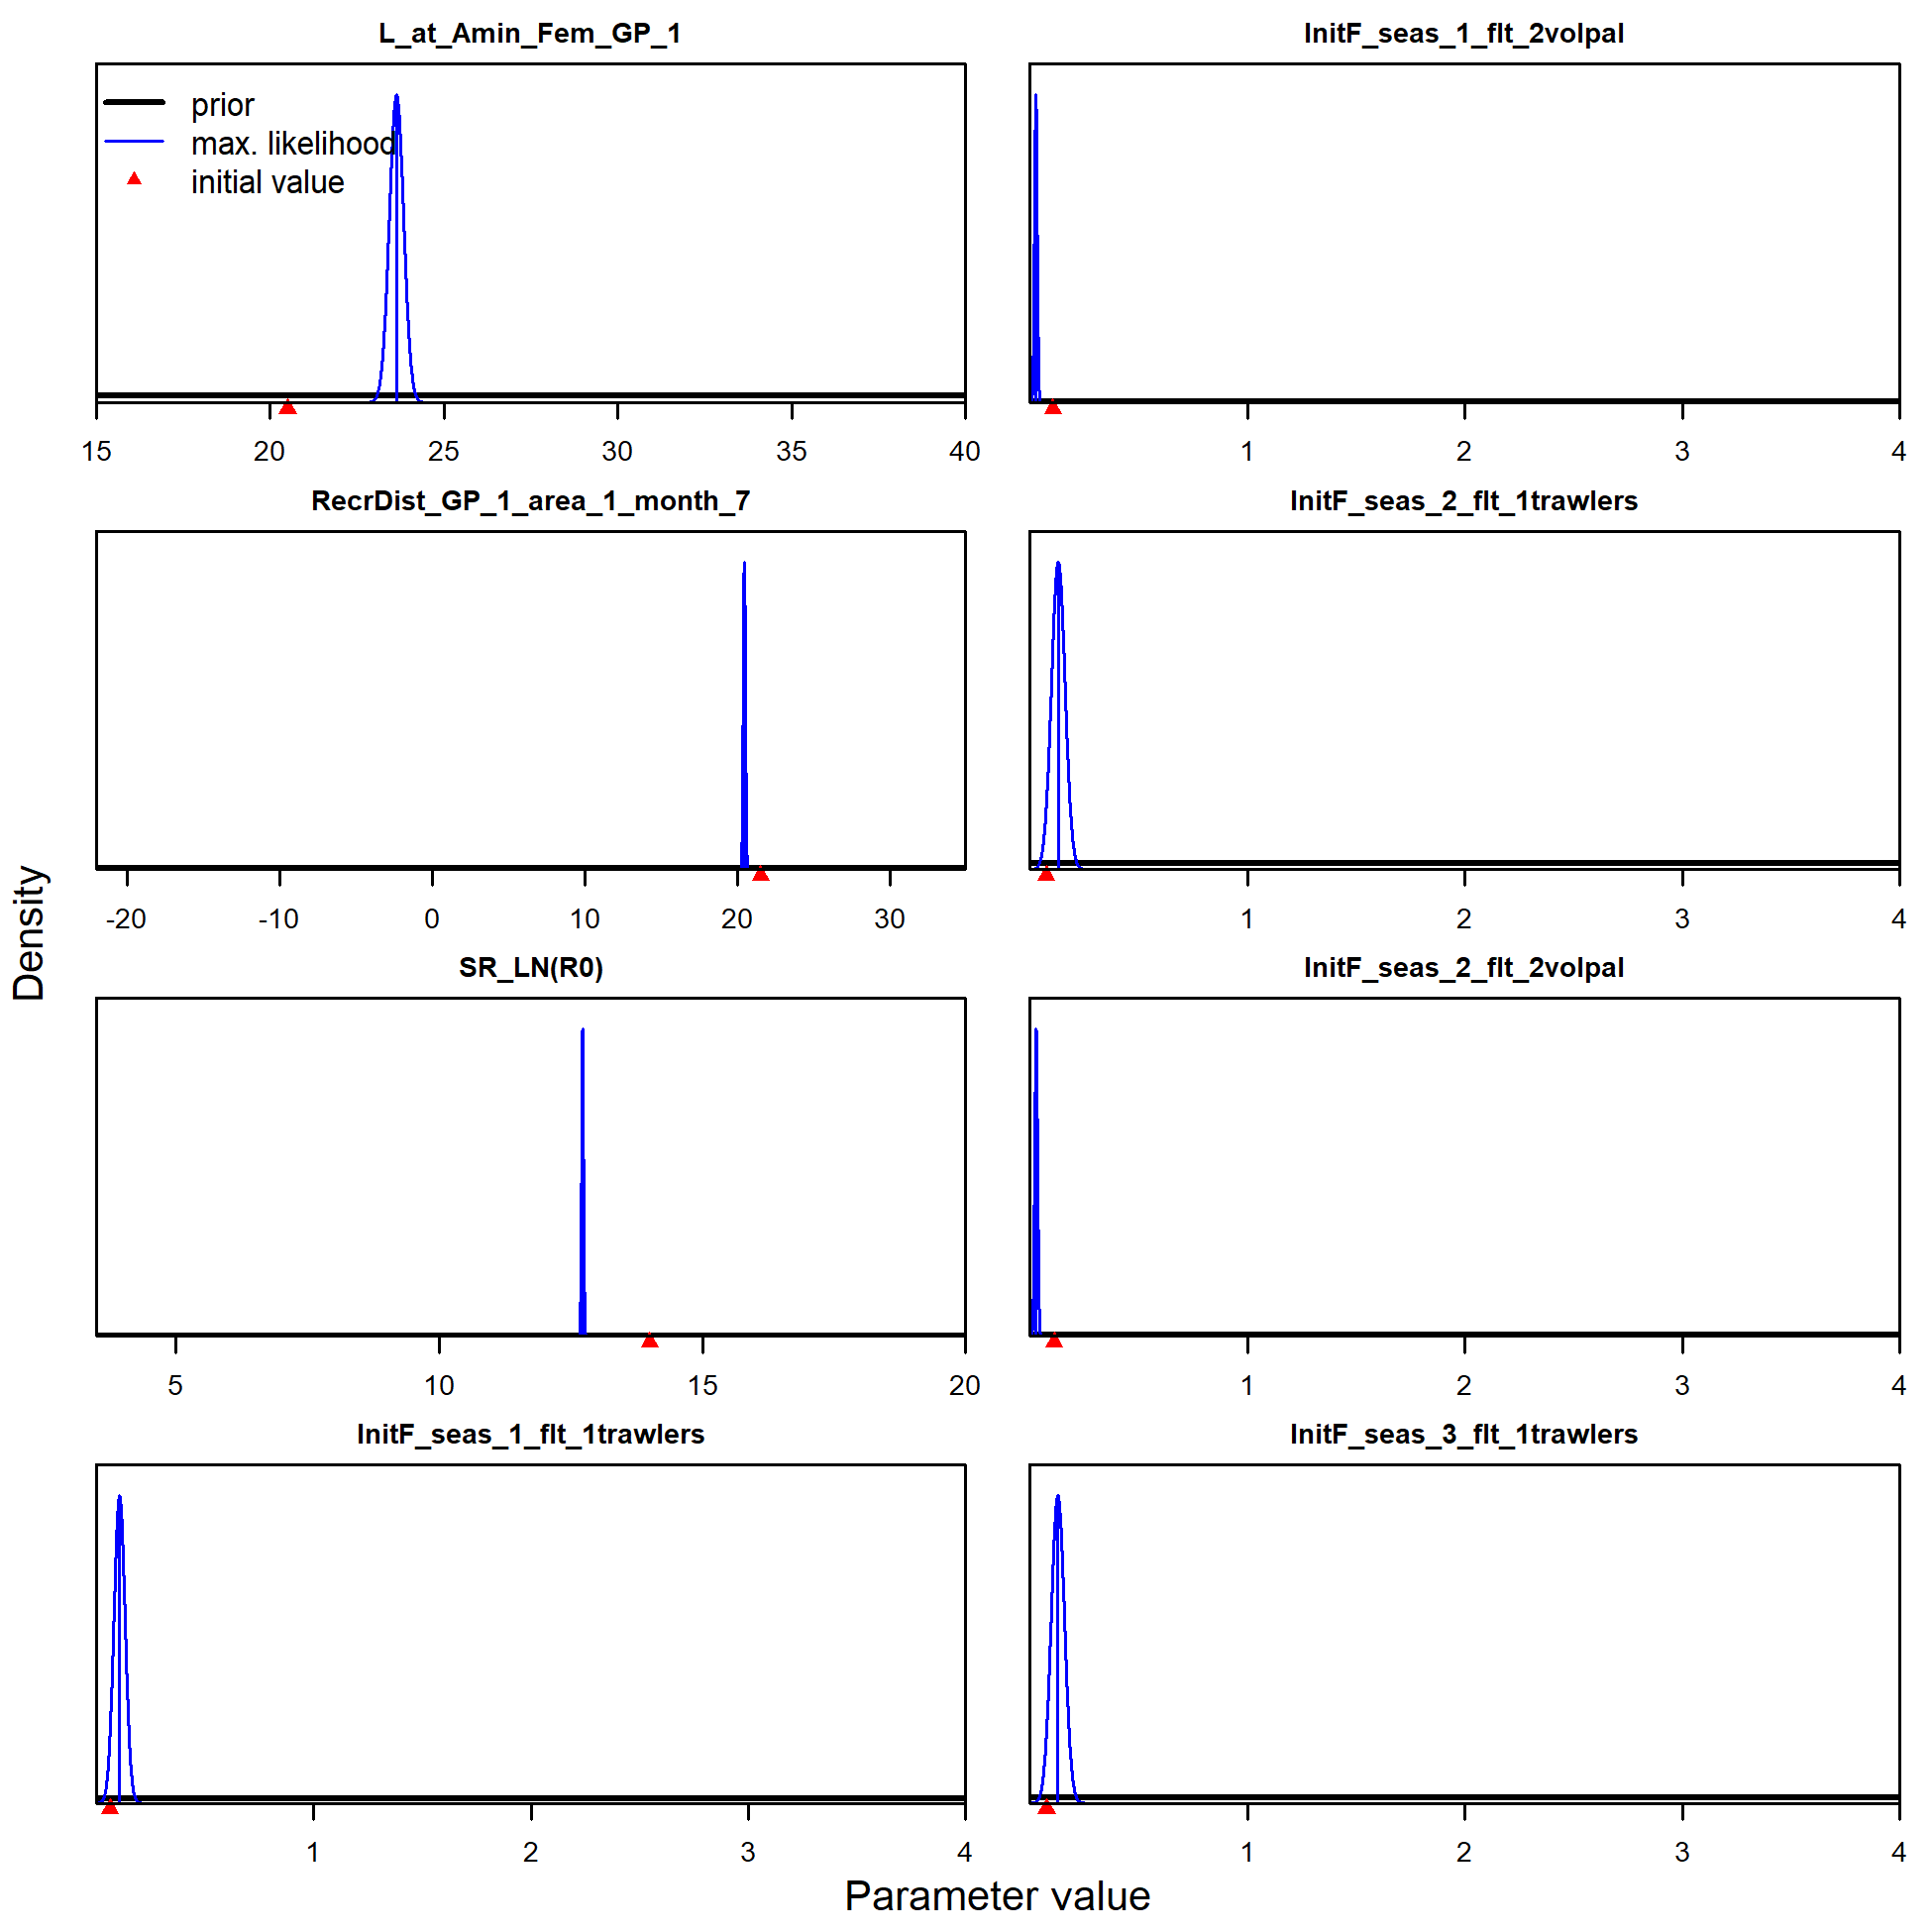 L_at_Amin_Fem_GP_1
prior
max. likelihood
initial value
15 20 25 30 35 40
InitF_seas_1_flt_2volpal
1 2 3 4
RecrDist_GP_1_area_1_month_7
-20 -10 0 10 20 30
InitF_seas_2_flt_1trawlers
1 2 3 4
SR_LN(R0)
5 10 15 20
InitF_seas_2_flt_2volpal
1 2 3 4
InitF_seas_1_flt_1trawlers
1 2 3 4
InitF_seas_3_flt_1trawlers
1 2 3 4
Density
Parameter value